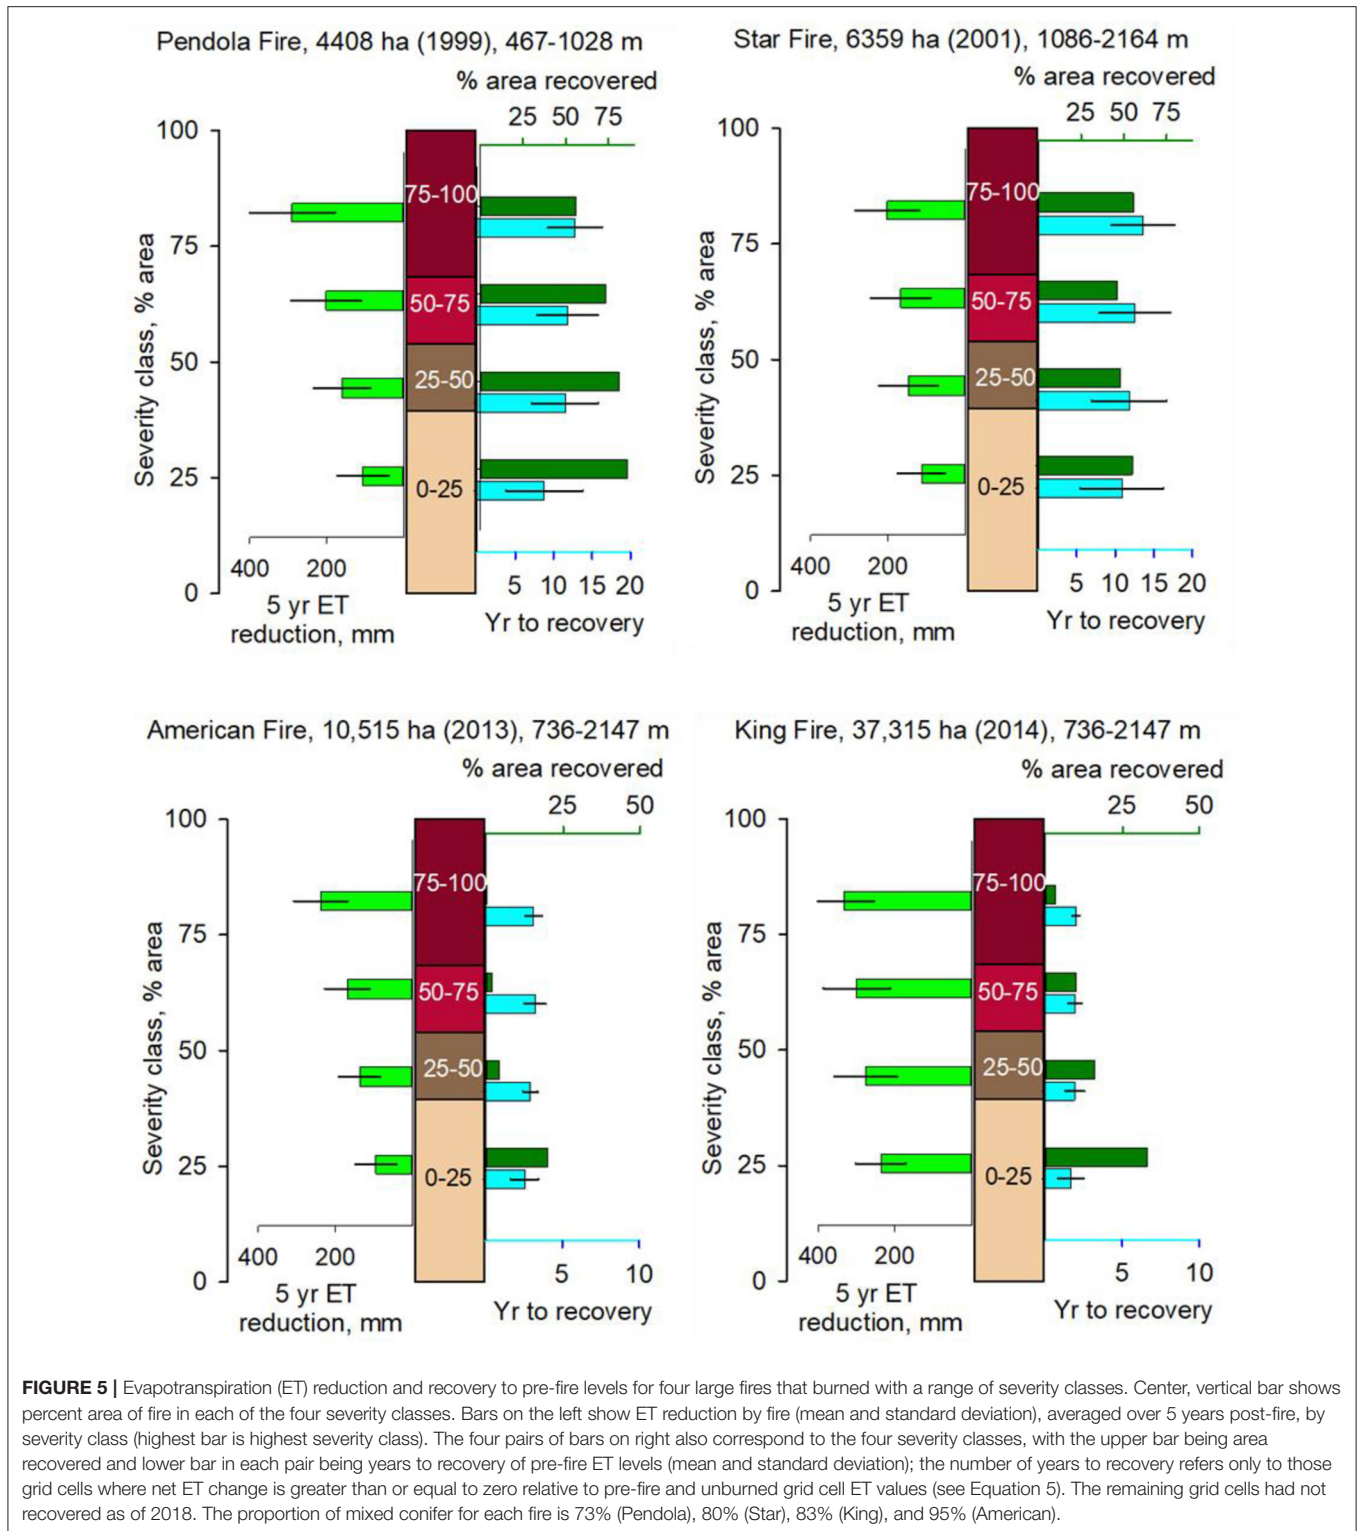 Pendola Fire, 4408 ha (1999), 467-1028 m
% area recovered
25 50 75
100
75
50
25
0
Severity class, % area
75-100
50-75
25-50
0-25
400 200
5 yr ET
reduction, mm
5 10 15 20
Yr to recovery
Star Fire, 6359 ha (2001), 1086-2164 m
% area recovered
25 50 75
100
75
50
25
0
Severity class, % area
75-100
50-75
25-50
0-25
400 200
5 yr ET
reduction, mm
5 10 15 20
Yr to recovery
American Fire, 10,515 ha (2013), 736-2147 m
% area recovered
25 50
100
75
50
25
0
Severity class, % area
75-100
50-75
25-50
0-25
400 200
5 yr ET
reduction, mm
5 10
Yr to recovery
King Fire, 37,315 ha (2014), 736-2147 m
% area recovered
25 50
100
75
50
25
0
Severity class, % area
75-100
50-75
25-50
0-25
400 200
5 yr ET
reduction, mm
5 10
Yr to recovery
FIGURE 5 | Evapotranspiration (ET) reduction and recovery to pre-fire levels for four large fires that burned with a range of severity classes. Center, vertical bar shows
percent area of fire in each of the four severity classes. Bars on the left show ET reduction by fire (mean and standard deviation), averaged over 5 years post-fire, by
severity class (highest bar is highest severity class). The four pairs of bars on right also correspond to the four severity classes, with the upper bar being area
recovered and lower bar in each pair being years to recovery of pre-fire ET levels (mean and standard deviation); the number of years to recovery refers only to those
grid cells where net ET change is greater than or equal to zero relative to pre-fire and unburned grid cell ET values (see Equation 5). The remaining grid cells had not
recovered as of 2018. The proportion of mixed conifer for each fire is 73% (Pendola), 80% (Star), 83% (King), and 95% (American).